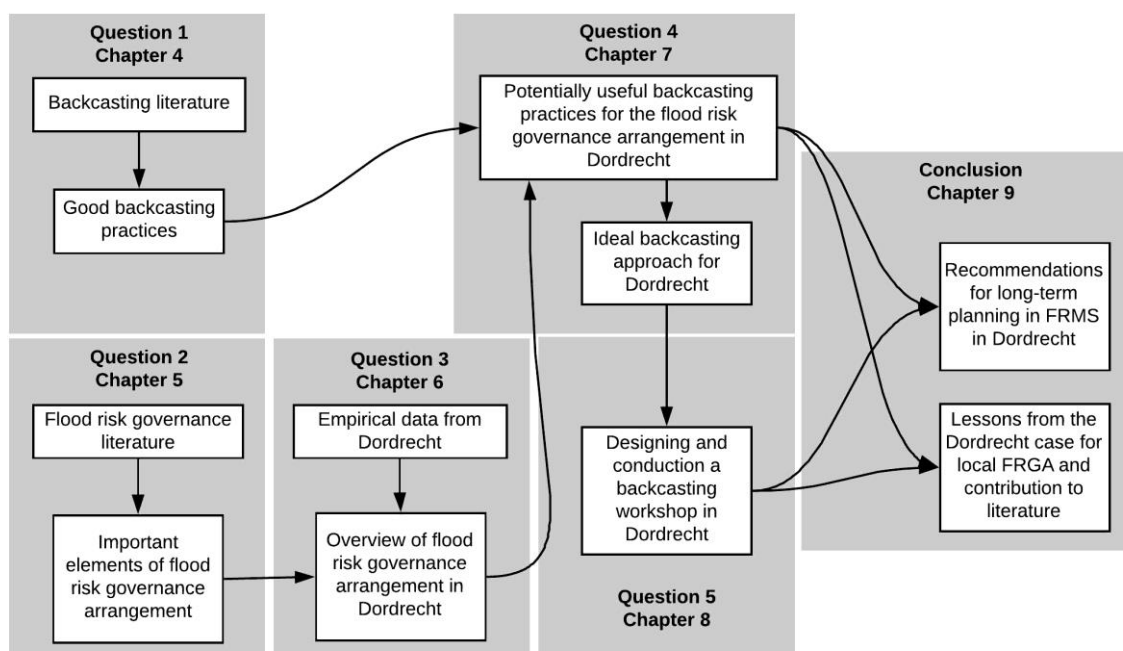 Question 1
Chapter 4
Backcasting literature
Good backcasting
practices
Question 2
Chapter 5
Flood risk governance
literature
Important
elements of flood
risk governance
arrangement
Question 3
Chapter 6
Empirical data from
Dordrecht
Overview of flood
risk governance
arrangement in
Dordrecht
Question 4
Chapter 7
Potentially useful backcasting
practices for the flood risk
governance arrangement in
Dordrecht
Ideal backcasting
approach for
Dordrecht
Designing and
conduction a
backcasting
workshop in
Dordrecht
Question 5
Chapter 8
Conclusion
Chapter 9
Recommendations
for long-term
planning in FRMS
in Dordrecht
Lessons from the
Dordrecht case for
local FRGA and
contribution to
literature